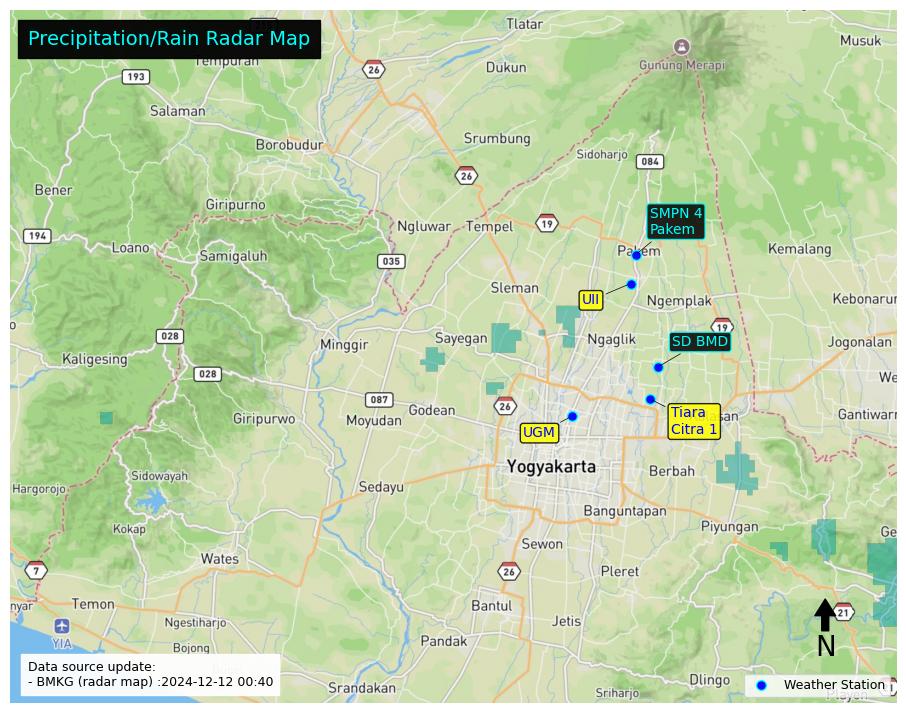 Precipitation/Rain Radar Map
Tlatar
Musuk
Tempuran
26
193
Dukun
Gunung Merapi
Salaman
Borobudur
Srumbung
Sidoharjo
084
26
Bener
Giripurno
SMPN 4
Pakem
194
Loano
Samigaluh
Ngluwar
Tempel
19
Pakem
Kemalang
035
Sleman
UII
Ngemplak
Kebonarum
028
Minggir
Sayegan
Ngaglik
19
SD BMD
Jogonalan
Kaligesing
028
087
Godean
26
Giripurwo
Moyudan
UGM
Tiara
Citra 1
Gantiwarn
Yogyakarta
Berbah
Hargorojo
Sidowayah
Sedayu
Banguntapan
Kokap
Piyungan
Wates
Sewon
7
26
Pleret
Temon
Bantul
21
Ngestiharjo
Jetis
YIA
Bojong
Pandak
N
Data source update:
- BMKG (radar map) :2024-12-12 00:40
Srandakan
Sriharjo
Dlingo
Weather Station
Playen